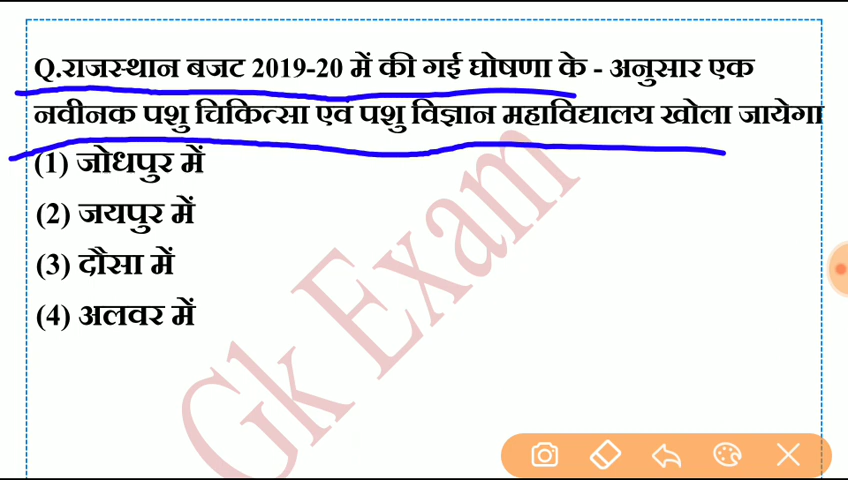 Q.राजस्थान बजट 2019-20 में की गई घोषणा के - अनुसार एक
नवीनक पशु चिकित्सा एव पशु विज्ञान महाविद्यालय खोला जायेगा
(1) जोधपुर में
(2) जयपुर में
(3) दौसा में
(4) अलवर में
Gk Exam